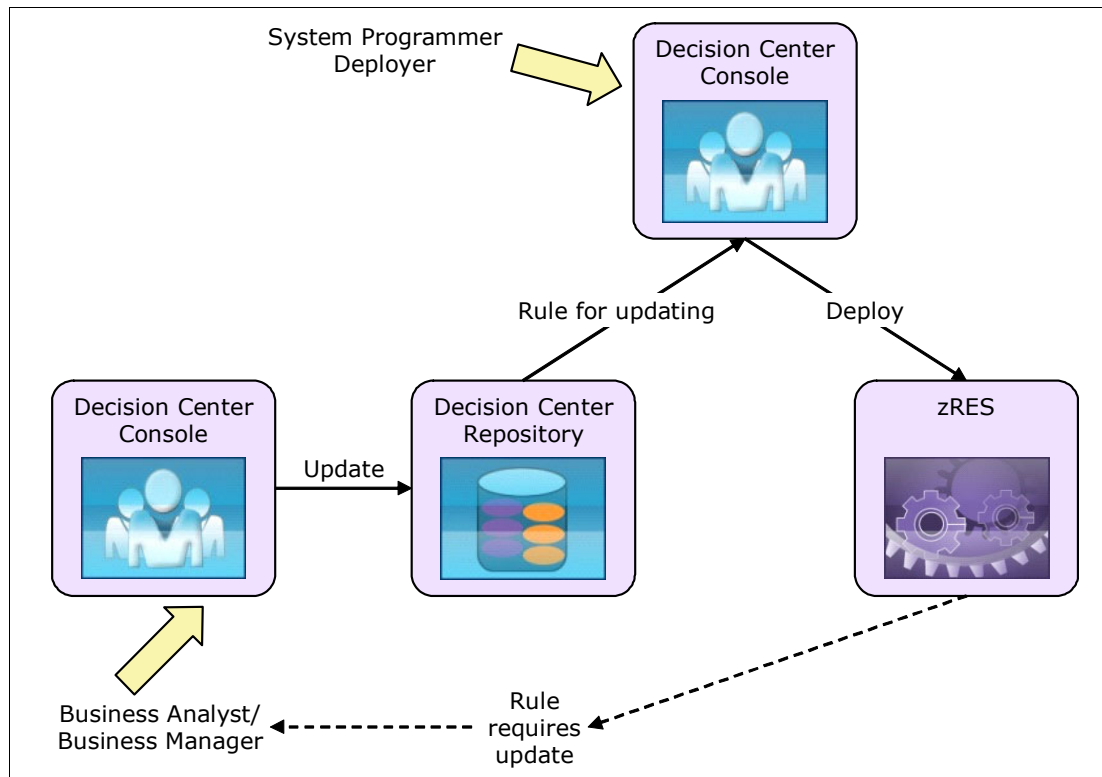 System Programmer
Deployer
Decision Center
Console
Rule for updating
Deploy
Decision Center
Console
Update
Decision Center
Repository
zRES
Business Analyst/
Business Manager
Rule
requires
update